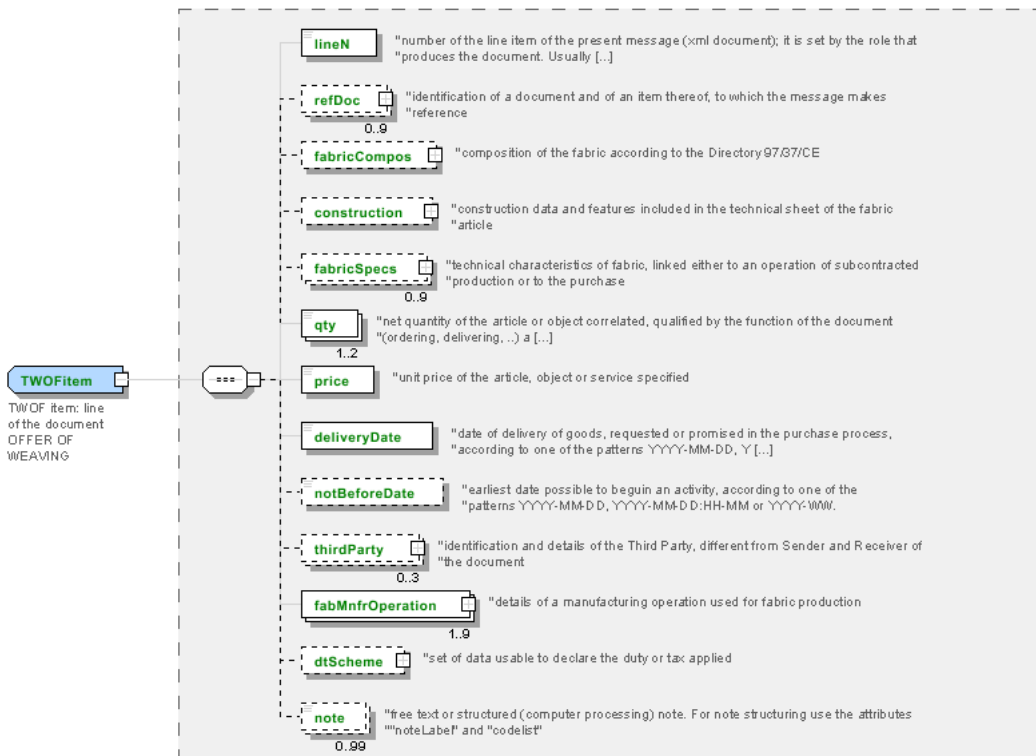 lineN
"number of the line item of the present message (xml document); it is set by the role that
"produces the document. Usually [...]
refDoc
"identification of a document and of an item thereof, to which the message makes
"reference
0..9
fabricCompos
"composition of the fabric according to the Directory 97/37/CE
construction
"construction data and features included in the technical sheet of the fabric
"article
fabricSpecs
"technical characteristics of fabric, linked either to an operation of subcontracted
"production or to the purchase
0..9
qty
"net quantity of the article or object correlated, qualified by the function of the document
"(ordering, delivering, ..) a [...]
1..2
TWOFitem
TWOF item: line
of the document
OFFER OF
WEAVING
price
"unit price of the article, object or service specified
deliveryDate
"date of delivery of goods, requested or promised in the purchase process,
"according to one of the patterns YYYY-MM-DD, Y [...]
notBeforeDate
"earliest date possible to beguin an activity, according to one of the
"patterns YYYY-MM-DD, YYYY-MM-DD:HH-MM or YYYY-WW.
thirdParty
"identification and details of the Third Party, different from Sender and Receiver of
"the document
0..3
fabMnfrOperation
"details of a manufacturing operation used for fabric production
1..9
dtScheme
"set of data usable to declare the duty or tax applied
note
"free text or structured (computer processing) note. For note structuring use the attributes
""noteLabel" and "codelist"
0..99